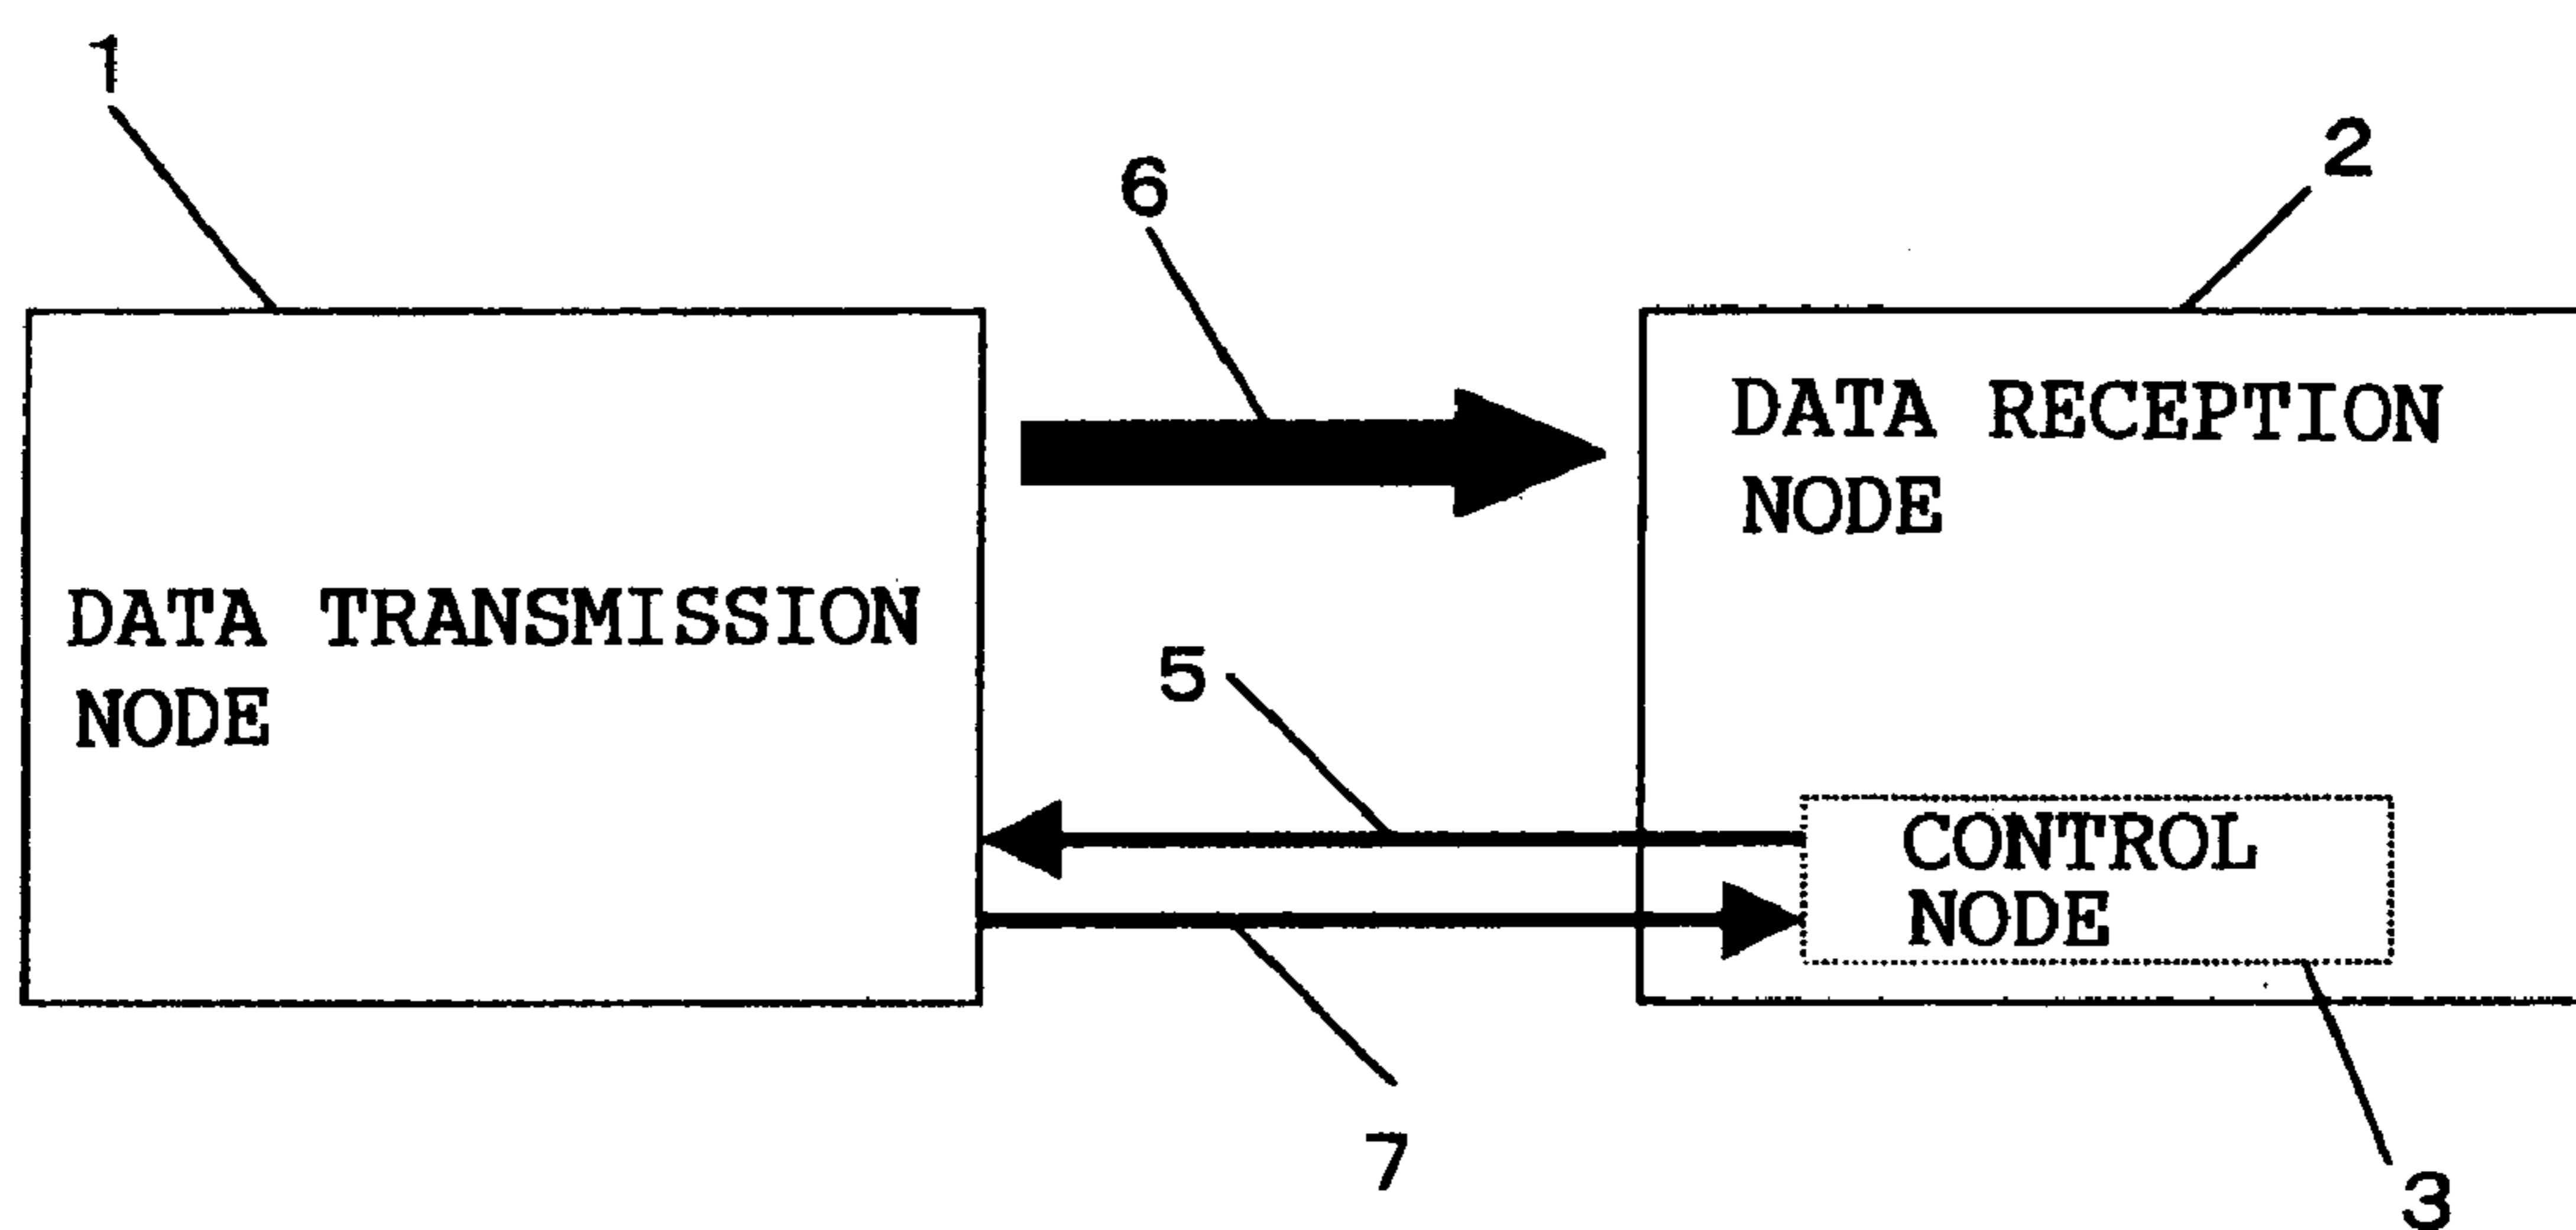 1
2
6
DATA RECEPTION
NODE
DATA TRANSMISSION
NODE
5
CONTROL
NODE
7
3